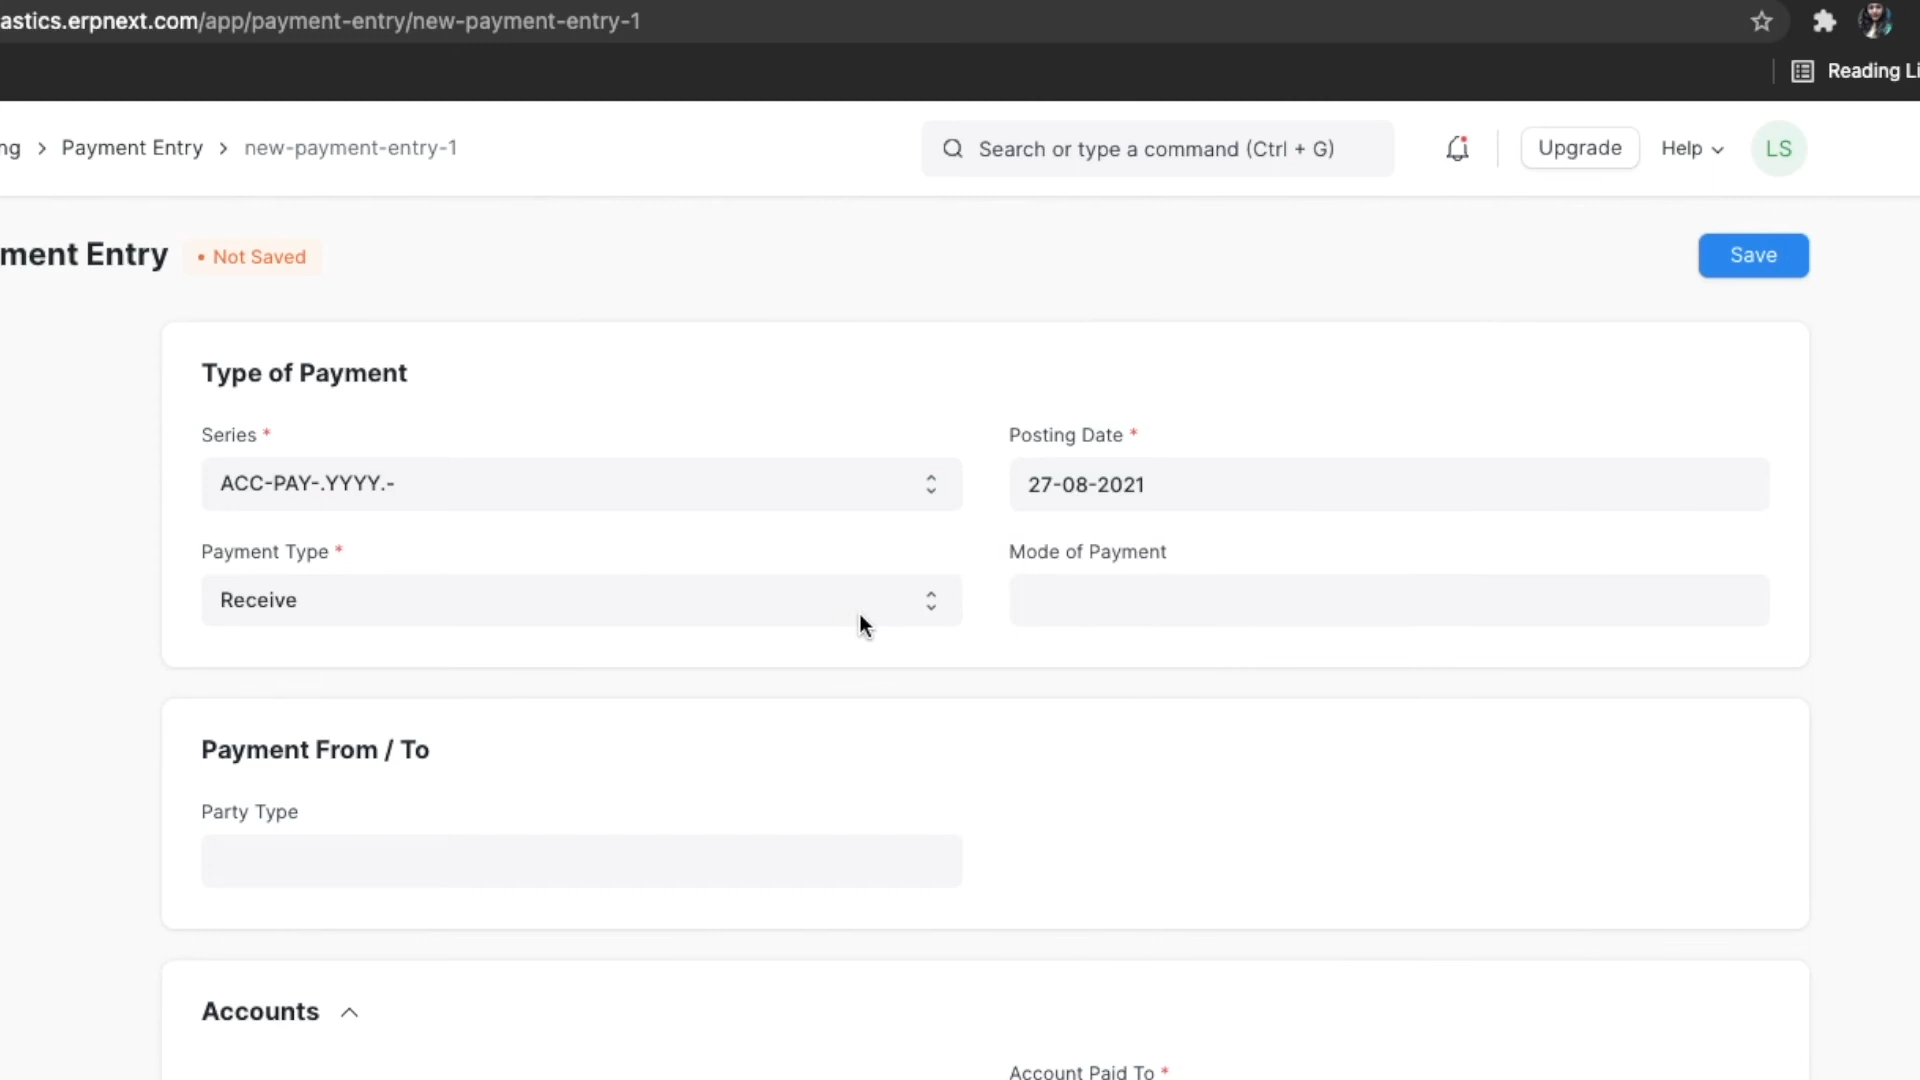 astics.erpnext.com/app/payment-entry/new-payment-entry-1
Reading Li
ng > Payment Entry > new-payment-entry-1
Search or type a command (Ctrl + G)
Upgrade
Help
LS
ment Entry
• Not Saved
Save
Type of Payment
Series *
ACC-PAY-.YYYY.-
Posting Date *
27-08-2021
Payment Type *
Receive
Mode of Payment
Payment From / To
Party Type
Accounts
Account Paid To *